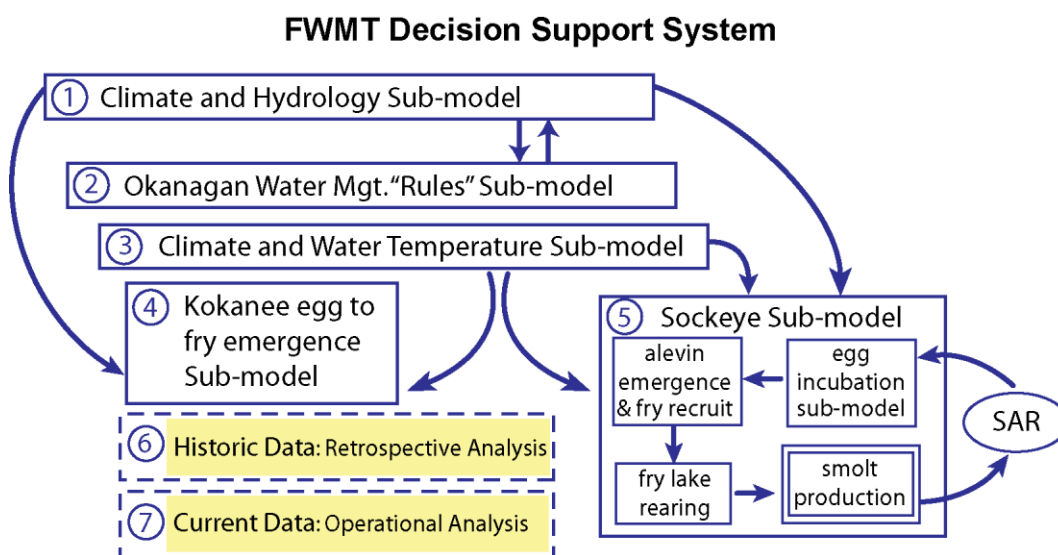 FWMT Decision Support System
1 Climate and Hydrology Sub-model
2 Okanagan Water Mgt."Rules" Sub-model
3 Climate and Water Temperature Sub-model
4 Kokanee egg to
fry emergence
Sub-model
5 Sockeye Sub-model
alevin
emergence
& fry recruit
egg
incubation
sub-model
SAR
fry lake
rearing
smolt
production
6 Historic Data: Retrospective Analysis
7 Current Data: Operational Analysis